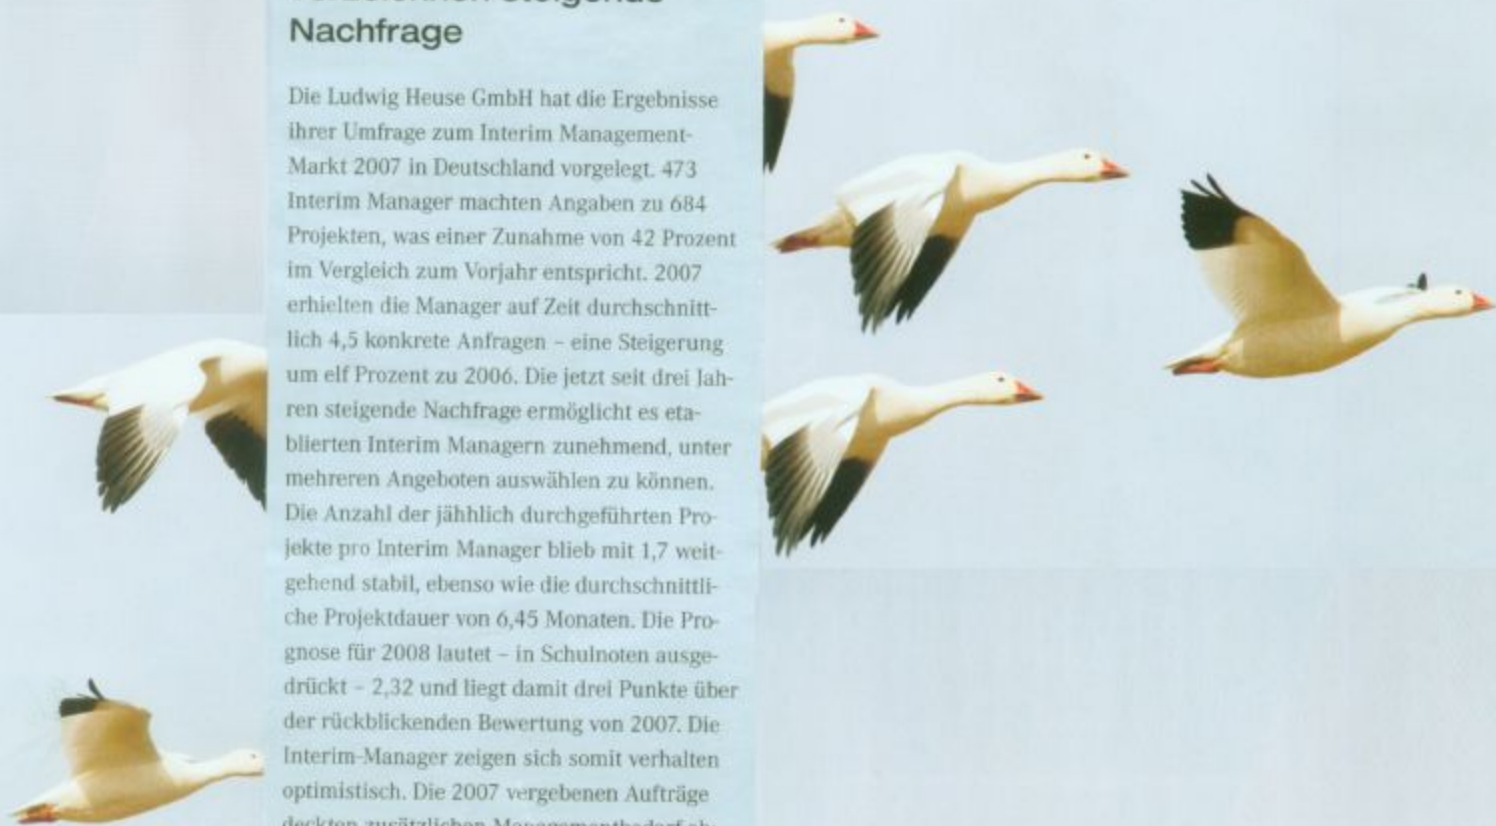 Nachfrage
Die Ludwig Heuse GmbH hat die Ergebnisse
ihrer Umfrage zum Interim Management-
Markt 2007 in Deutschland vorgelegt. 473
Interim Manager machten Angaben zu 684
Projekten, was einer Zunahme von 42 Prozent
im Vergleich zum Vorjahr entspricht. 2007
erhielten die Manager auf Zeit durchschnitt-
lich 4,5 konkrete Anfragen – eine Steigerung
um elf Prozent zu 2006. Die jetzt seit drei Jah-
ren steigende Nachfrage ermöglicht es eta-
blierten Interim Managern zunehmend, unter
mehreren Angeboten auswählen zu können.
Die Anzahl der jähhlich durchgeführten Pro-
jekte pro Interim Manager blieb mit 1,7 weit-
gehend stabil, ebenso wie die durchschnittli-
che Projektdauer von 6,45 Monaten. Die Pro-
gnose für 2008 lautet – in Schulnoten ausge-
drückt – 2,32 und liegt damit drei Punkte über
der rückblickenden Bewertung von 2007. Die
Interim-Manager zeigen sich somit verhalten
optimistisch. Die 2007 vergebenen Aufträge